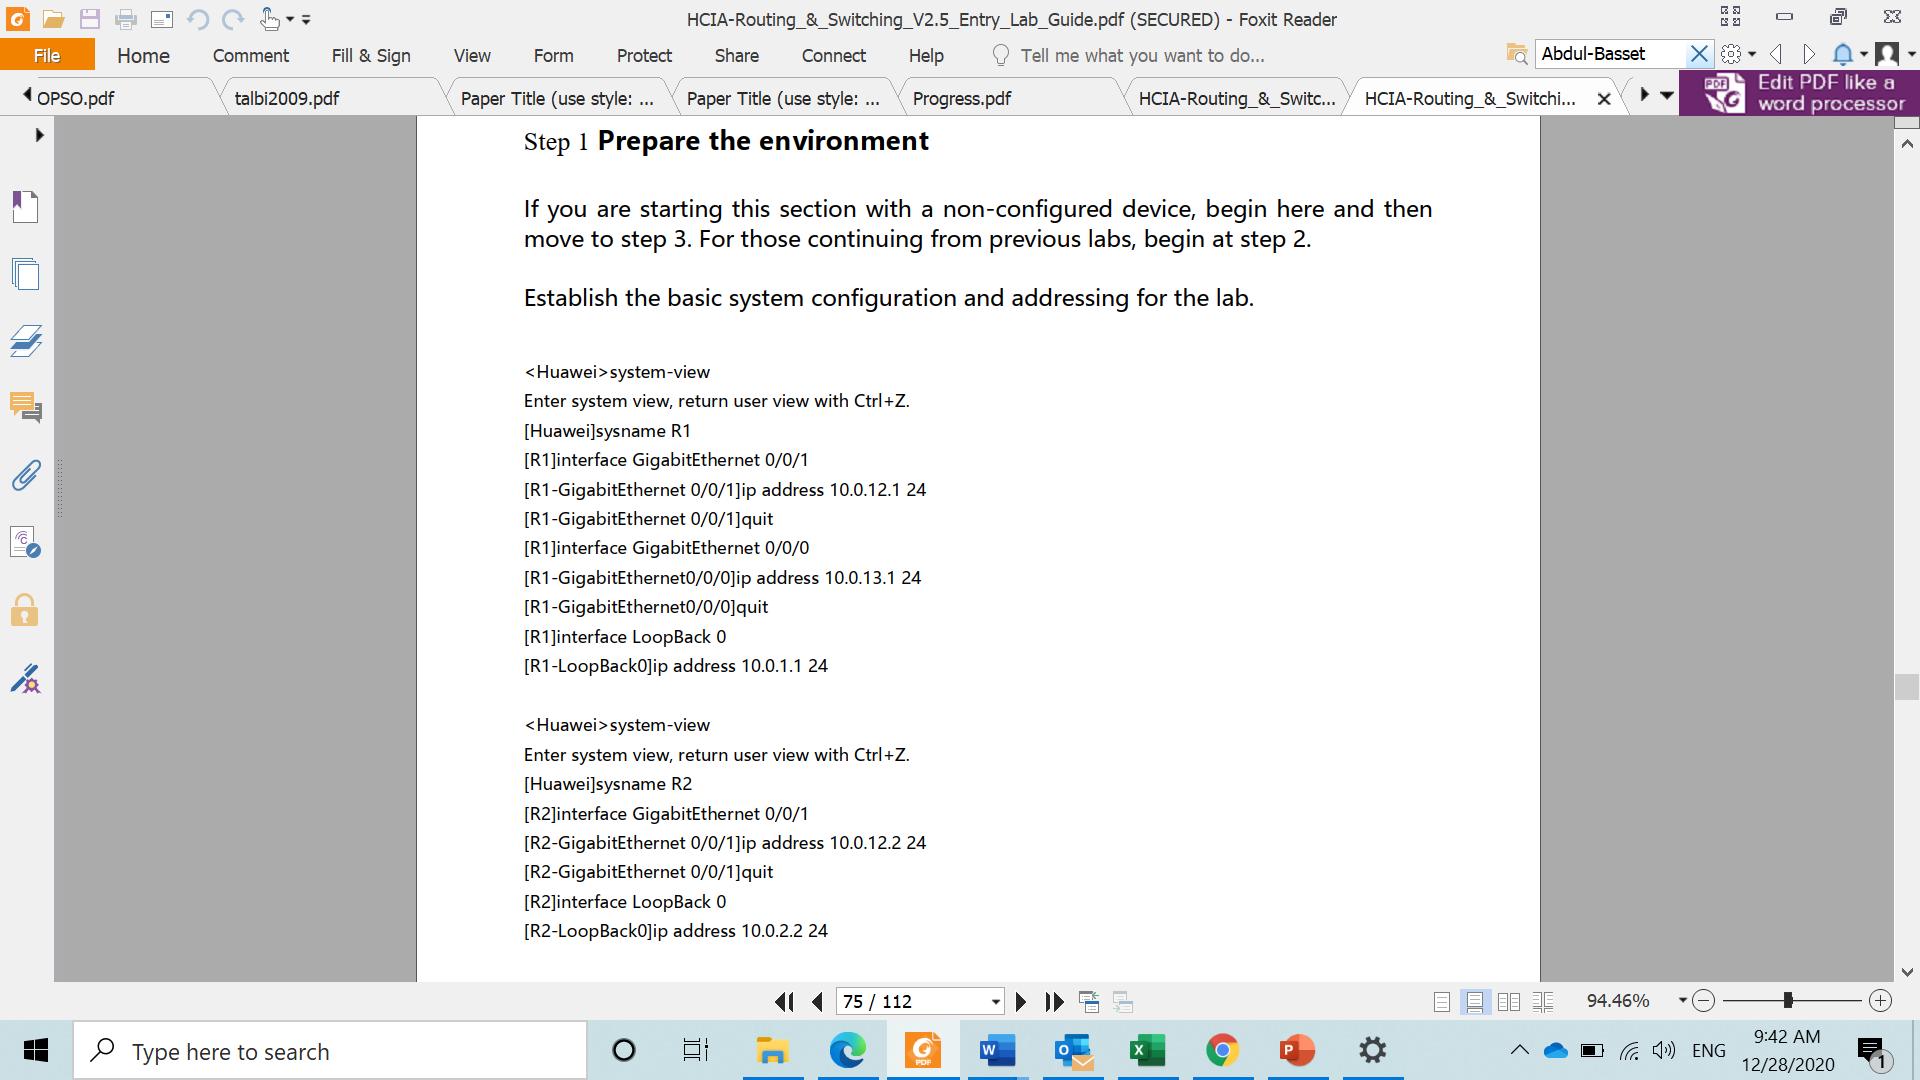 HCIA-Routing_&_Switching_V2.5_Entry_Lab_Guide.pdf (SECURED) - Foxit Reader
File Home Comment Fill & Sign View Form Protect Share Connect Help Tell me what you want to do... Abdul-Basset
OPSO.pdf talbi2009.pdf Paper Title (use style: ... Paper Title (use style: ... Progress.pdf HCIA-Routing_&_Switc... HCIA-Routing_&_Switchi...
Edit PDF like a
word processor
Step 1 Prepare the environment
If you are starting this section with a non-configured device, begin here and then
move to step 3. For those continuing from previous labs, begin at step 2.
Establish the basic system configuration and addressing for the lab.
<Huawei>system-view
Enter system view, return user view with Ctrl+Z.
[Huawei]sysname R1
[R1]interface GigabitEthernet 0/0/1
[R1-GigabitEthernet 0/0/1]ip address 10.0.12.1 24
[R1-GigabitEthernet 0/0/1]quit
[R1]interface GigabitEthernet 0/0/0
[R1-GigabitEthernet0/0/0]ip address 10.0.13.1 24
[R1-GigabitEthernet0/0/0]quit
[R1]interface LoopBack 0
[R1-LoopBack0]ip address 10.0.1.1 24
<Huawei>system-view
Enter system view, return user view with Ctrl+Z.
[Huawei]sysname R2
[R2]interface GigabitEthernet 0/0/1
[R2-GigabitEthernet 0/0/1]ip address 10.0.12.2 24
[R2-GigabitEthernet 0/0/1]quit
[R2]interface LoopBack 0
[R2-LoopBack0]ip address 10.0.2.2 24
75 / 112
94.46%
Type here to search
ENG
9:42 AM
12/28/2020
1